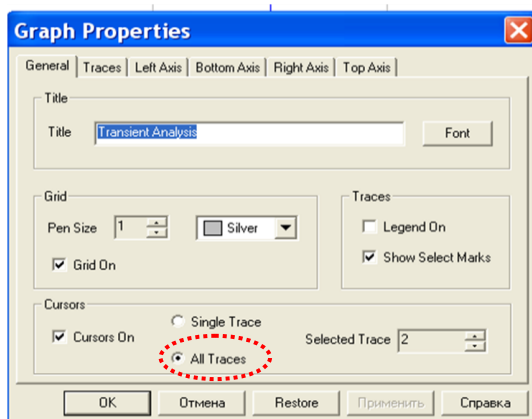 Graph Properties
General Traces Left Axis Bottom Axis Right Axis Top Axis
Title
Title Transient Analysis Font
Grid
Pen Size 1 Silver
Grid On
Traces
Legend On
Show Select Marks
Cursors
Cursors On
Single Trace
All Traces
Selected Trace 2
OK Отмена Restore Применить Справка